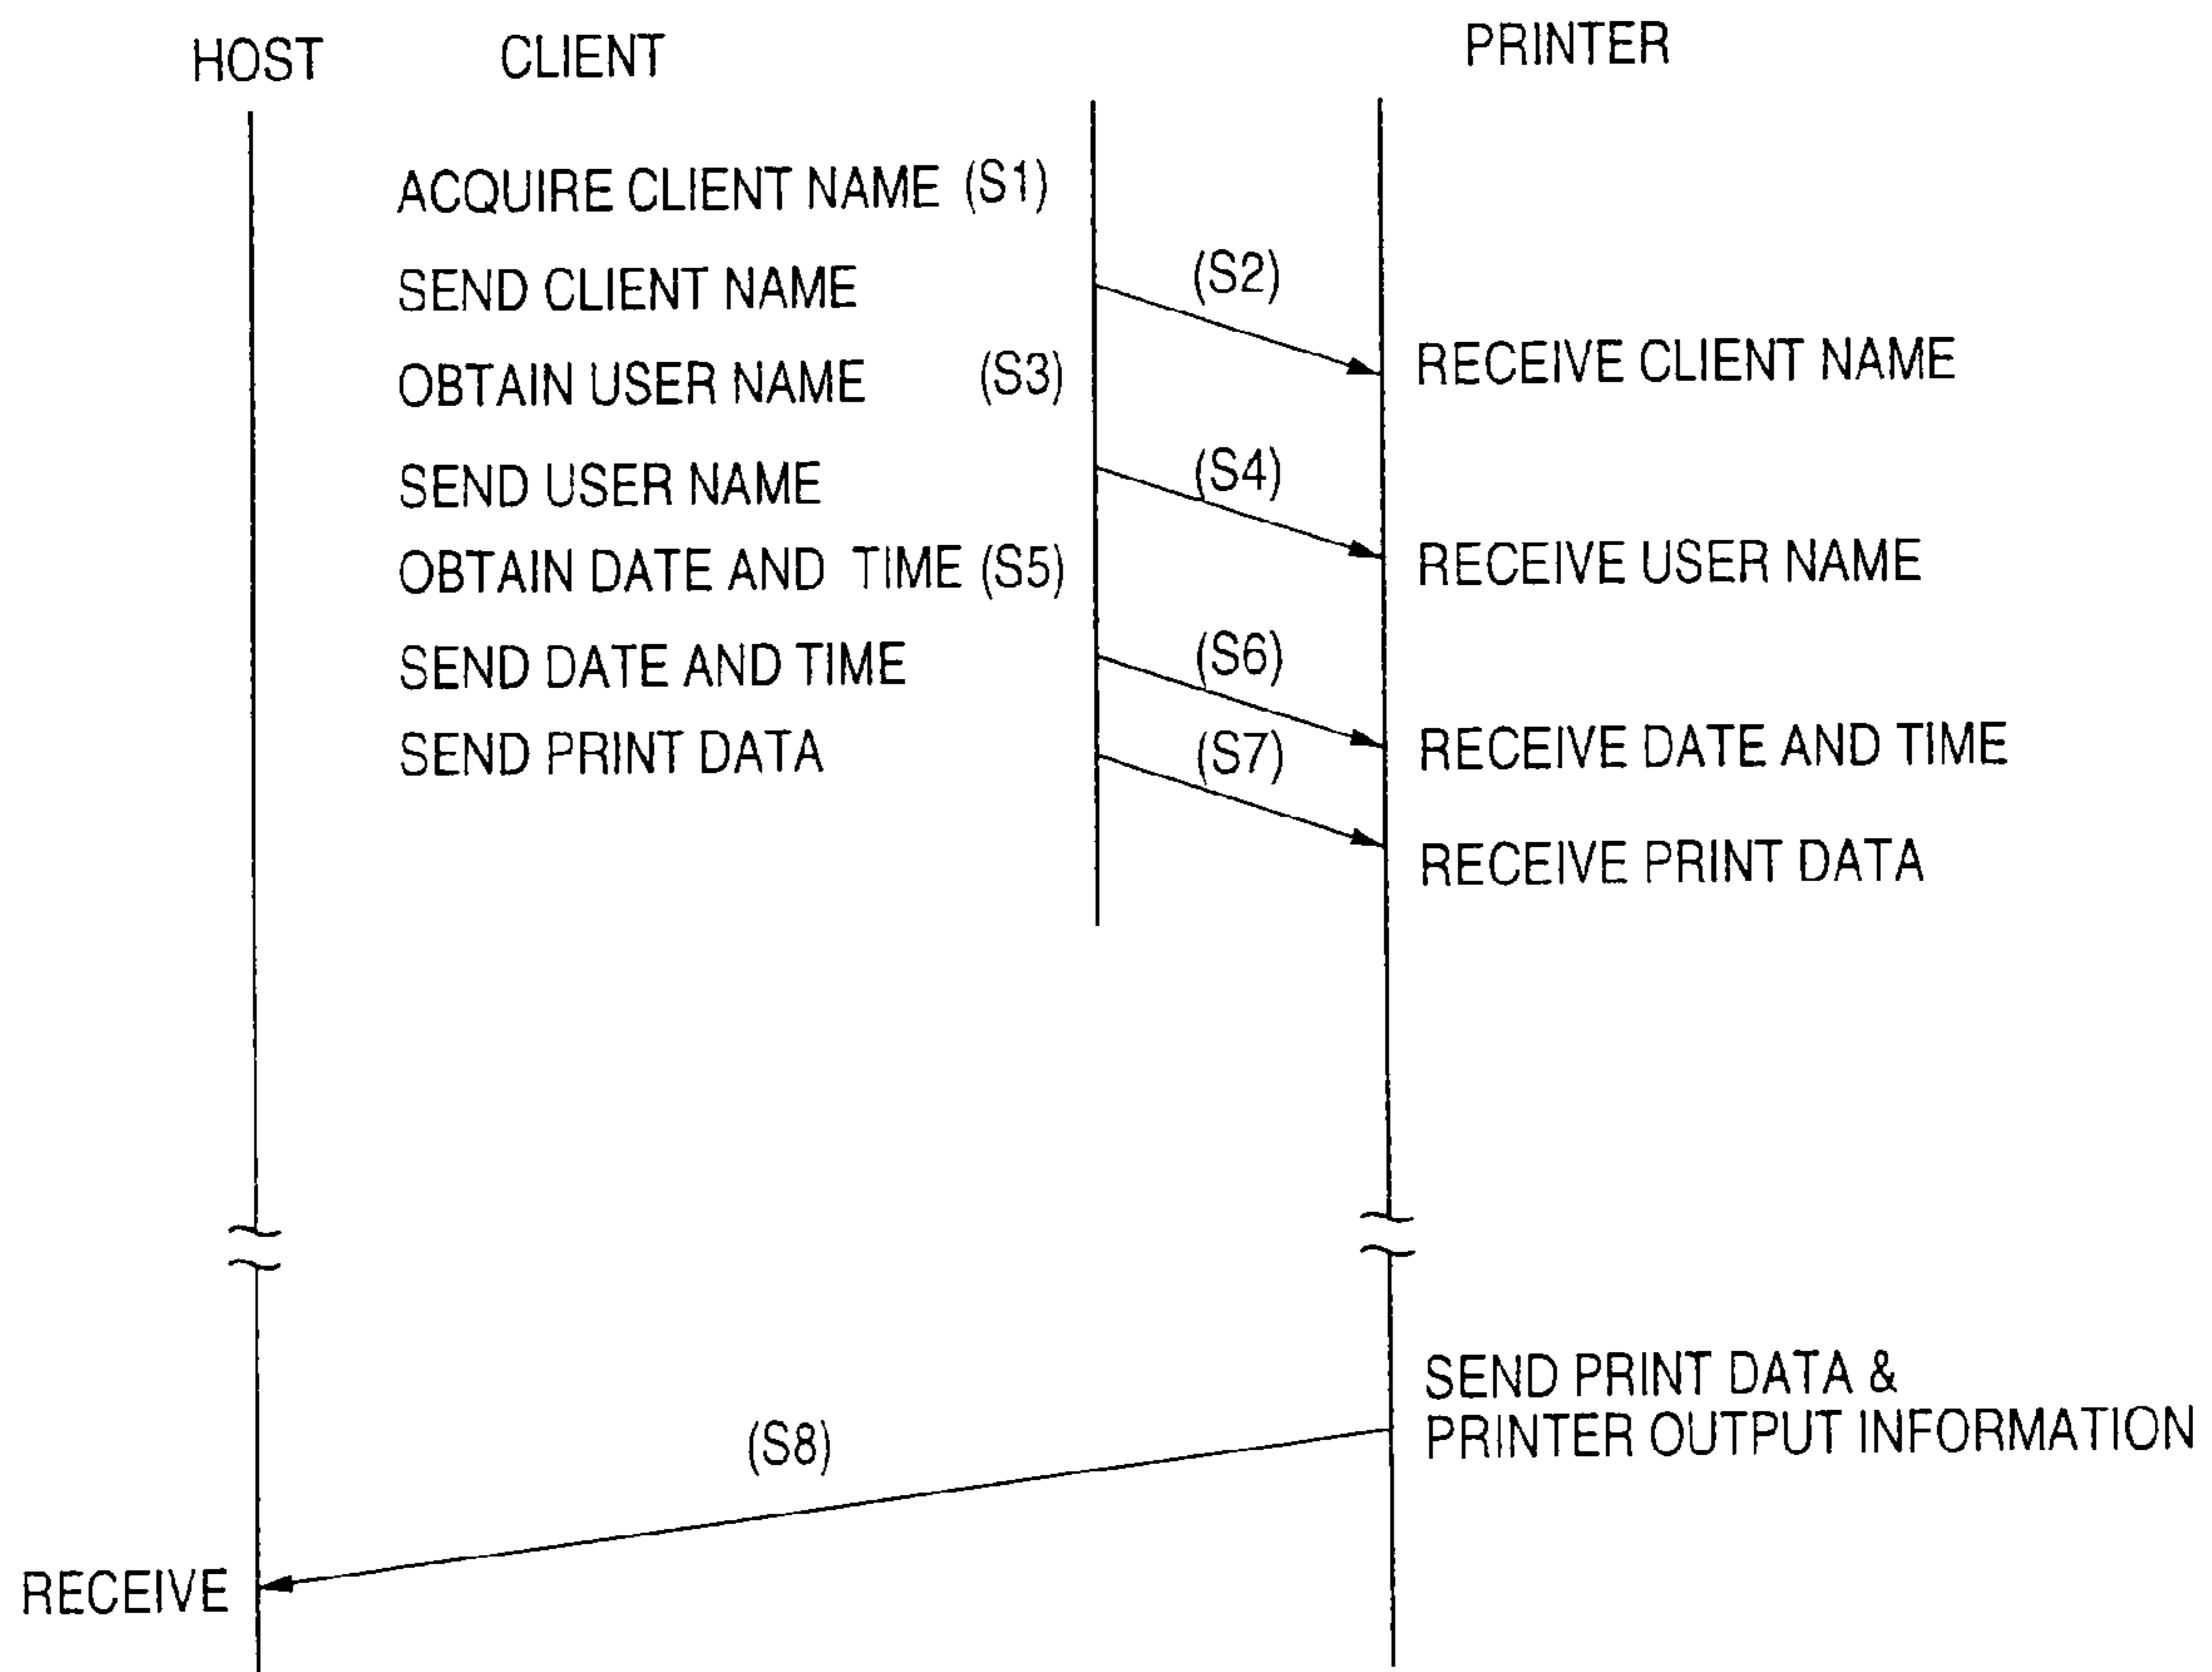 HOST CLIENT PRINTER
ACQUIRE CLIENT NAME (S1)
SEND CLIENT NAME (S2)
RECEIVE CLIENT NAME
OBTAIN USER NAME (S3)
SEND USER NAME (S4)
RECEIVE USER NAME
OBTAIN DATE AND TIME (S5)
SEND DATE AND TIME (S6)
RECEIVE DATE AND TIME
SEND PRINT DATA (S7)
RECEIVE PRINT DATA
SEND PRINT DATA &
PRINTER OUTPUT INFORMATION
(S8)
RECEIVE